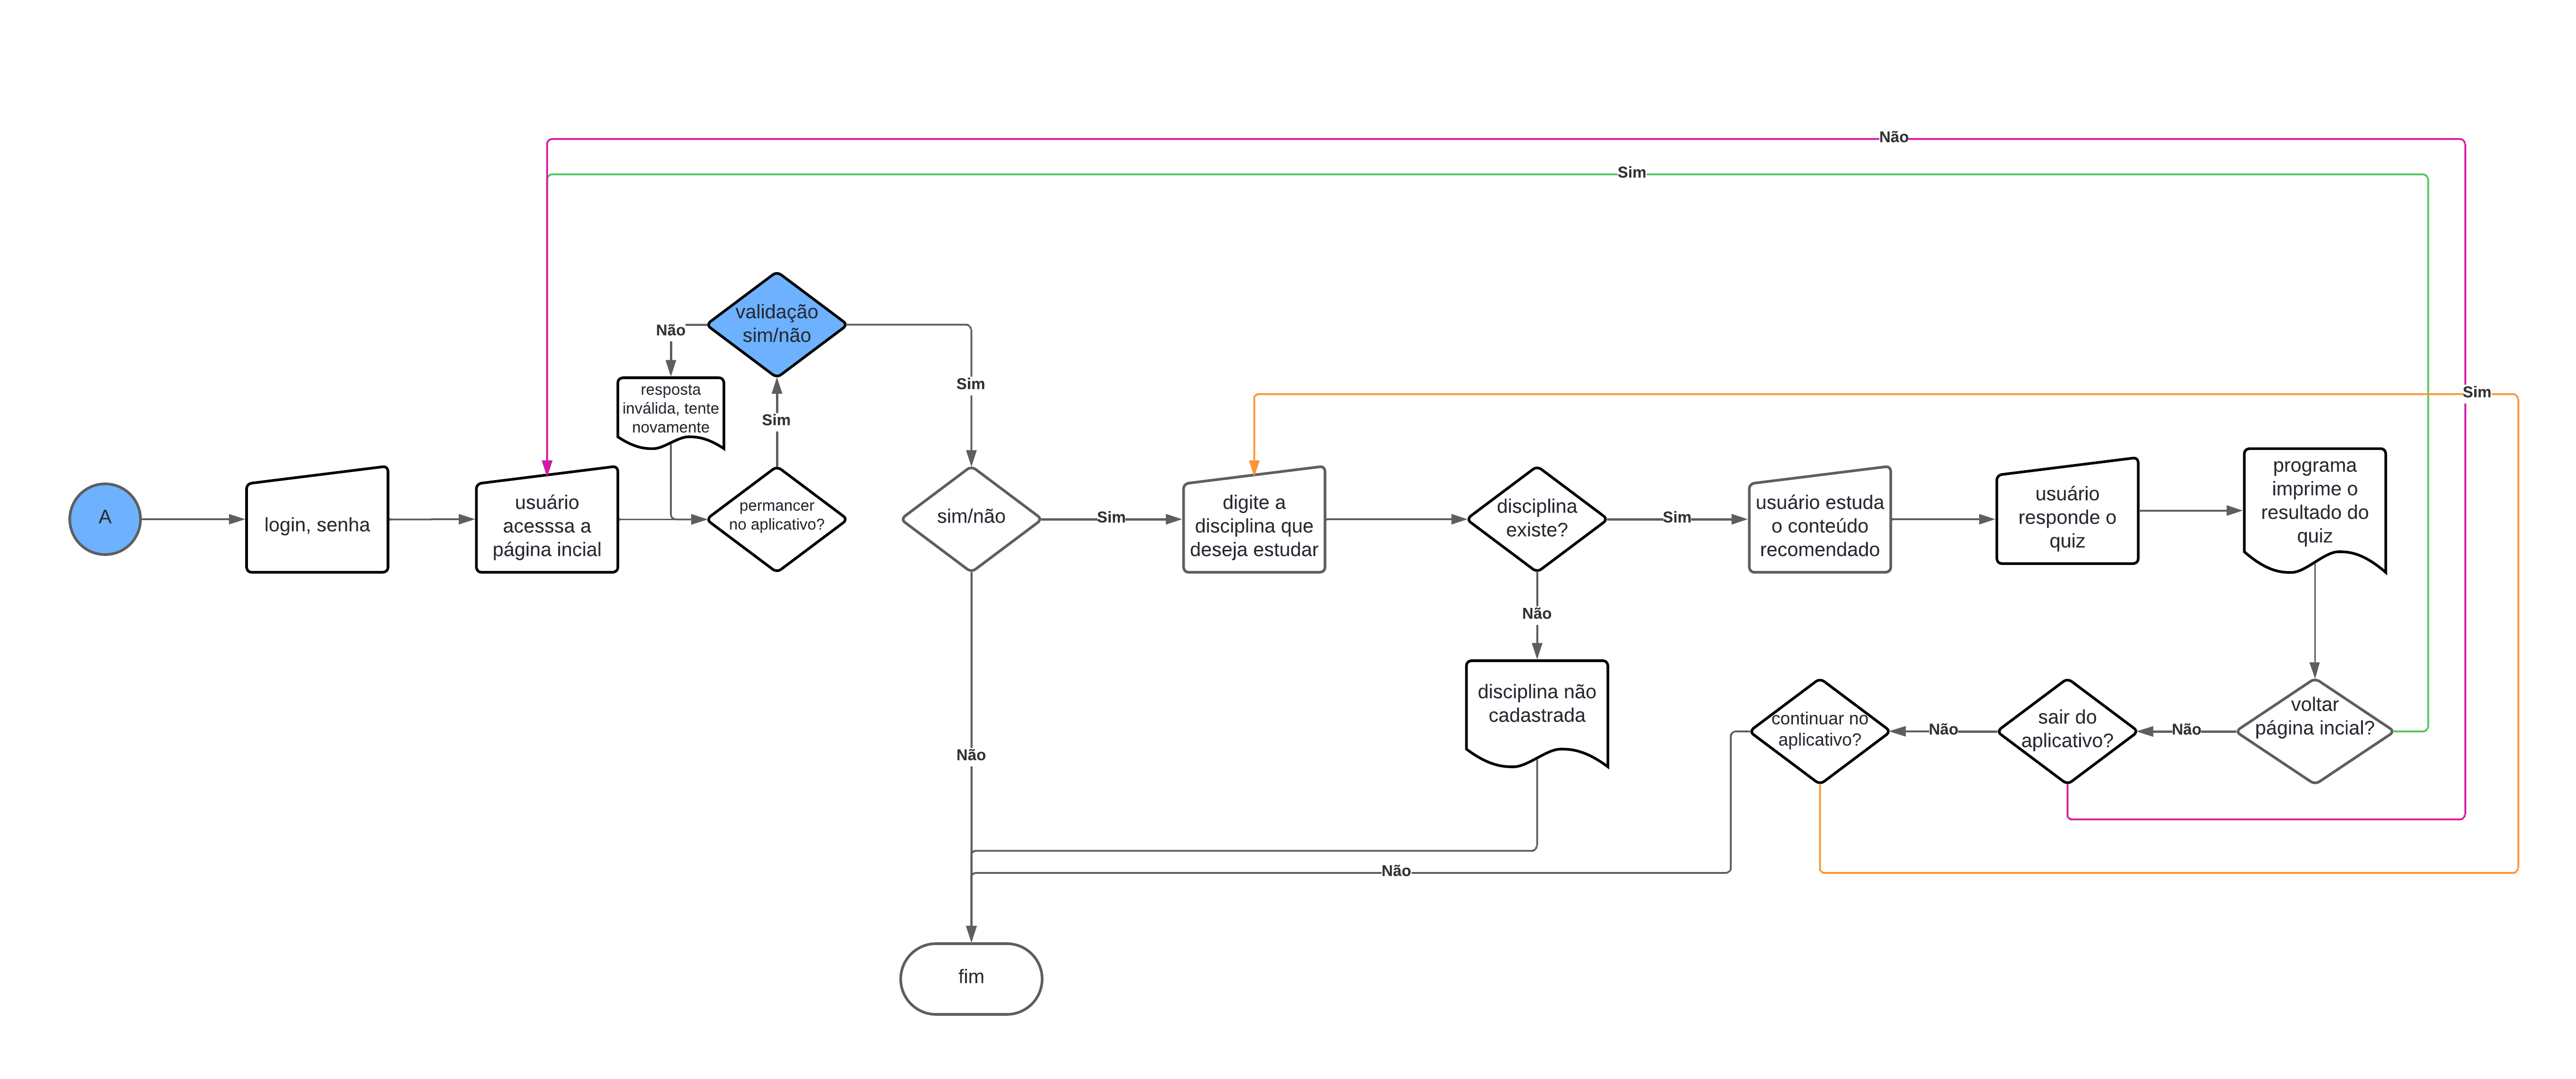 Não
Sim
validação
sim/não
Não
resposta
inválida, tente
novamente
Sim
Sim
Sim
A
login, senha
usuário
acesssa a
página incial
permancer
no aplicativo?
sim/não
Sim
digite a
disciplina que
deseja estudar
disciplina
existe?
Sim
usuário estuda
o conteúdo
recomendado
usuário
responde o
quiz
programa
imprime o
resultado do
quiz
Não
disciplina não
cadastrada
continuar no
aplicativo?
Não
sair do
aplicativo?
Não
voltar
página incial?
Não
Não
fim